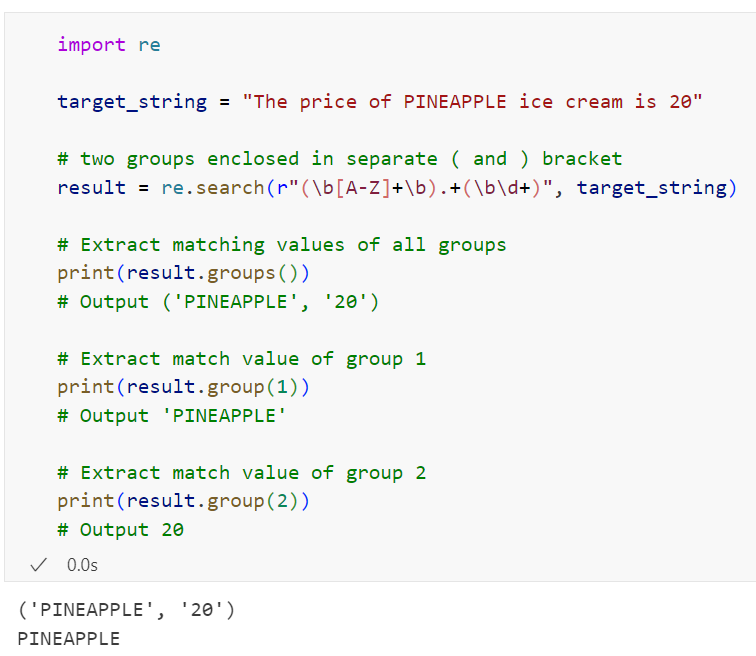 import re
target_string = "The price of PINEAPPLE ice cream is 20"
# two groups enclosed in separate ( and ) bracket
result = re.search(r"(\b[A-Z]+\b).+(\b\d+)", target_string)
# Extract matching values of all groups
print(result.groups())
# Output ('PINEAPPLE', '20')
# Extract match value of group 1
print(result.group(1))
# Output 'PINEAPPLE'
# Extract match value of group 2
print(result.group(2))
# Output 20
✓ 0.0s
('PINEAPPLE', '20')
PINEAPPLE